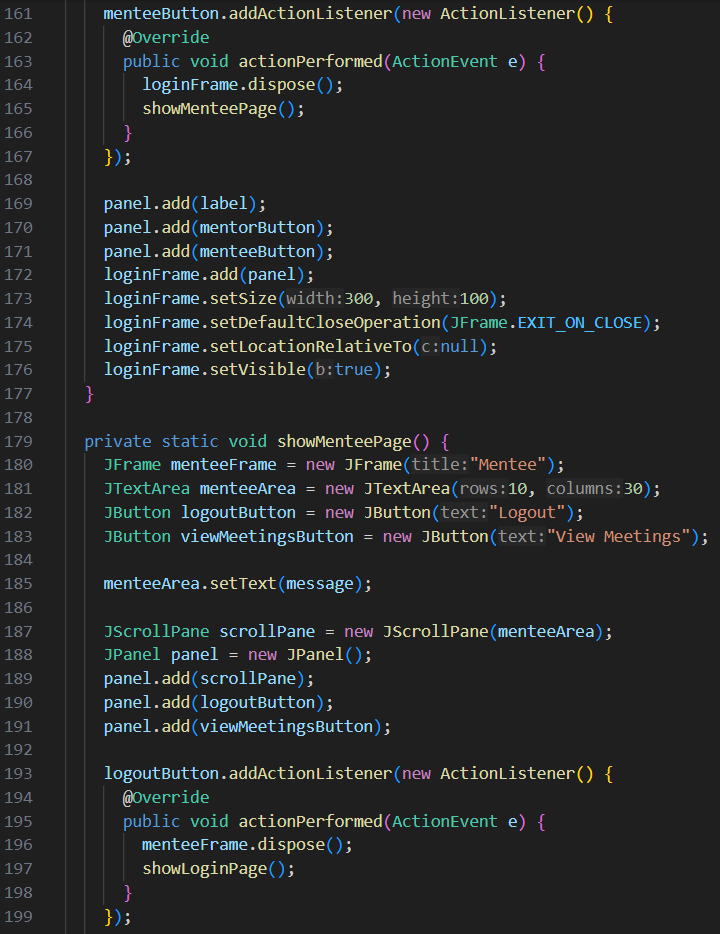 161 menteeButton.addActionListener(new ActionListener() {
162 @Override
163 public void actionPerformed(ActionEvent e) {
164 loginFrame.dispose();
165 showMenteePage();
166 }
167 });
168
169 panel.add(label);
170 panel.add(mentorButton);
171 panel.add(menteeButton);
172 loginFrame.add(panel);
173 loginFrame.setSize(width:300, height:100);
174 loginFrame.setDefaultCloseOperation(JFrame.EXIT_ON_CLOSE);
175 loginFrame.setLocationRelativeTo(c:null);
176 loginFrame.setVisible(b:true);
177 }
178
179 private static void showMenteePage() {
180 JFrame menteeFrame = new JFrame(title:"Mentee");
181 JTextArea menteeArea = new JTextArea(rows:10, columns:30);
182 JButton logoutButton = new JButton(text:"Logout");
183 JButton viewMeetingsButton = new JButton(text:"View Meetings");
184
185 menteeArea.setText(message);
186
187 JScrollPane scrollPane = new JScrollPane(menteeArea);
188 JPanel panel = new JPanel();
189 panel.add(scrollPane);
190 panel.add(logoutButton);
191 panel.add(viewMeetingsButton);
192
193 logoutButton.addActionListener(new ActionListener() {
194 @Override
195 public void actionPerformed(ActionEvent e) {
196 menteeFrame.dispose();
197 showLoginPage();
198 }
199 });